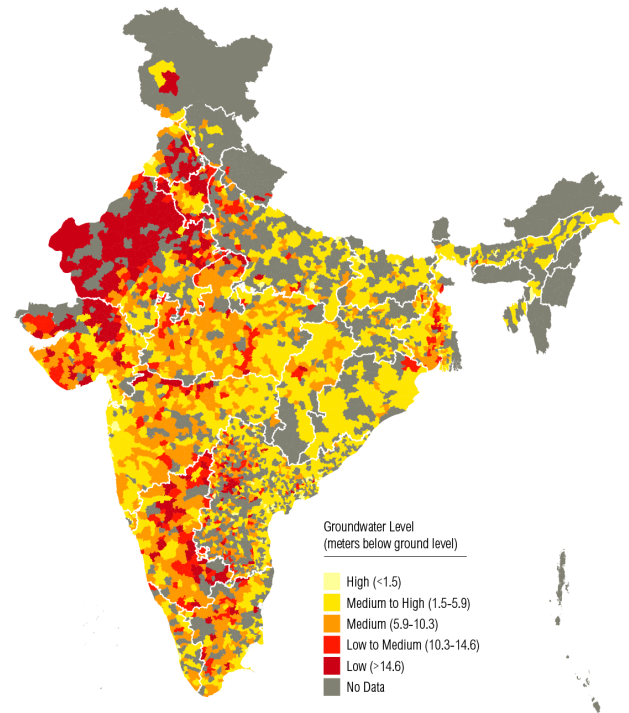 Groundwater Level
(meters below ground level)
High (<1.5)
Medium to High (1.5-5.9)
Medium (5.9-10.3)
Low to Medium (10.3-14.6)
Low (>14.6)
No Data